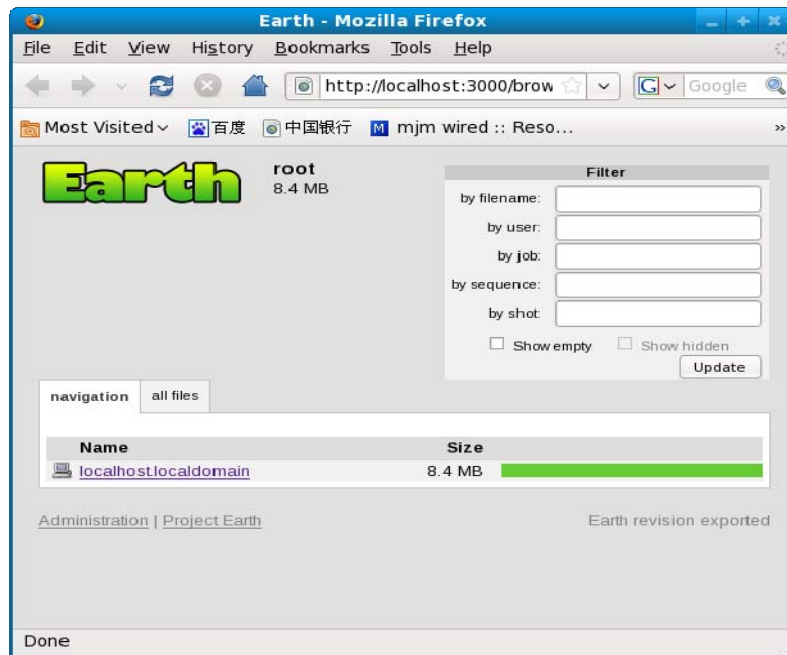 Earth - Mozilla Firefox
File Edit View History Bookmarks Tools Help
http://localhost:3000/brow
G Google
Most Visited 百度 中国银行 M mjm wired :: Reso... »
Earth
root
8.4 MB
Filter
by filename:
by user:
by job:
by sequence:
by shot:
Show empty Show hidden
Update
navigation all files
Name Size
localhost.localdomain 8.4 MB
Administration | Project Earth
Earth revision exported
Done